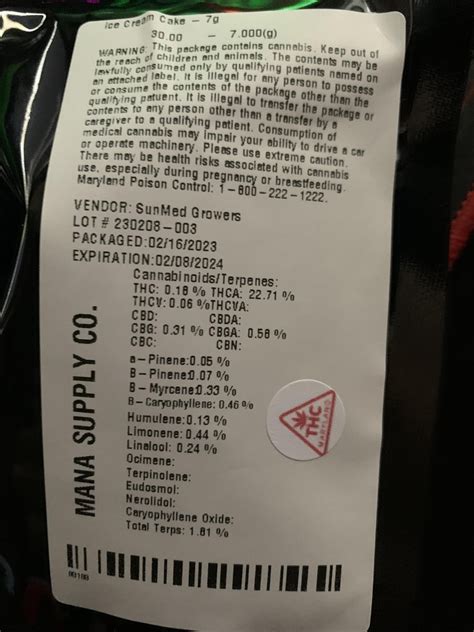 Ice Cream Cake - 7g
30.00 - 7.000(g)
WARNING: This package contains cannabis. Keep out of
the reach of children and animals. The contents may be
lawfully consumed only by qualifying patients named on
an attached label. It is illegal for any person to possess
or consume the contents of the package other than the
qualifying patuent. It is illegal to transfer the package or
contents to any person other than a transfer by a
caregiver to a qualifying patient. Consumption of
medical cannabis may impair your ability to drive a car
or operate machinery. Please use extreme caution.
There may be health risks associated with cannabis
use, especially during pregnancy or breastfeeding.
Maryland Poison Control: 1-800-222-1222.
VENDOR: SunMed Growers
LOT # 230208-003
PACKAGED:02/16/2023
EXPIRATION:02/08/2024
Cannabinoids/Terpenes:
THC: 0.18 % THCA: 22.71 %
THCV: 0.06 %THCVA:
CBD: CBDA:
CBG: 0.31 % CBGA: 0.58 %
CBC: CBN:
a-Pinene:0.05 %
B-Pinene:0.07 %
B-Myrcene:0.33 %
B-Caryophyllene: 0.46 %
Humulene:0.13 %
Limonene: 0.44 %
Linalool: 0.24 %
Ocimene:
Terpinolene:
Eudosmol:
Nerolidol:
Caryophyllene Oxide:
Total Terps: 1.81 %
MANA SUPPLY CO.
THC
MARYLAND